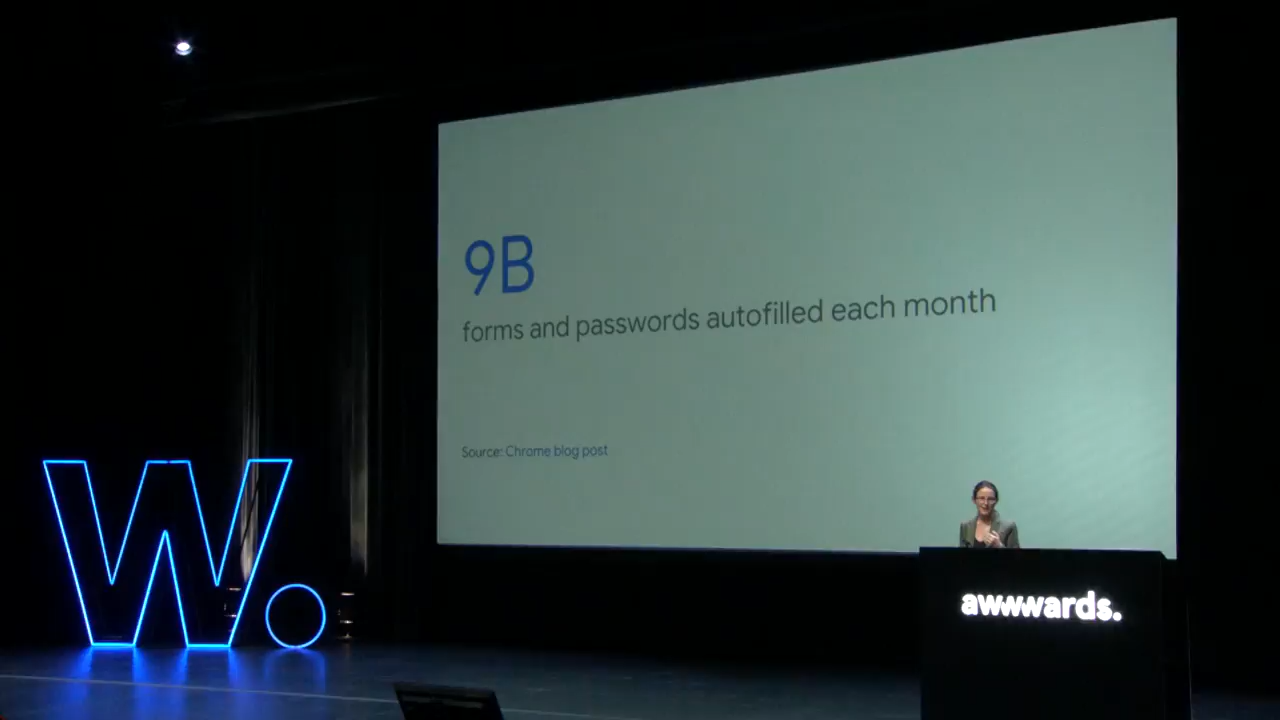 9B
forms and passwords autofilled each month
Source: Chrome blog post
W.
awwwards.